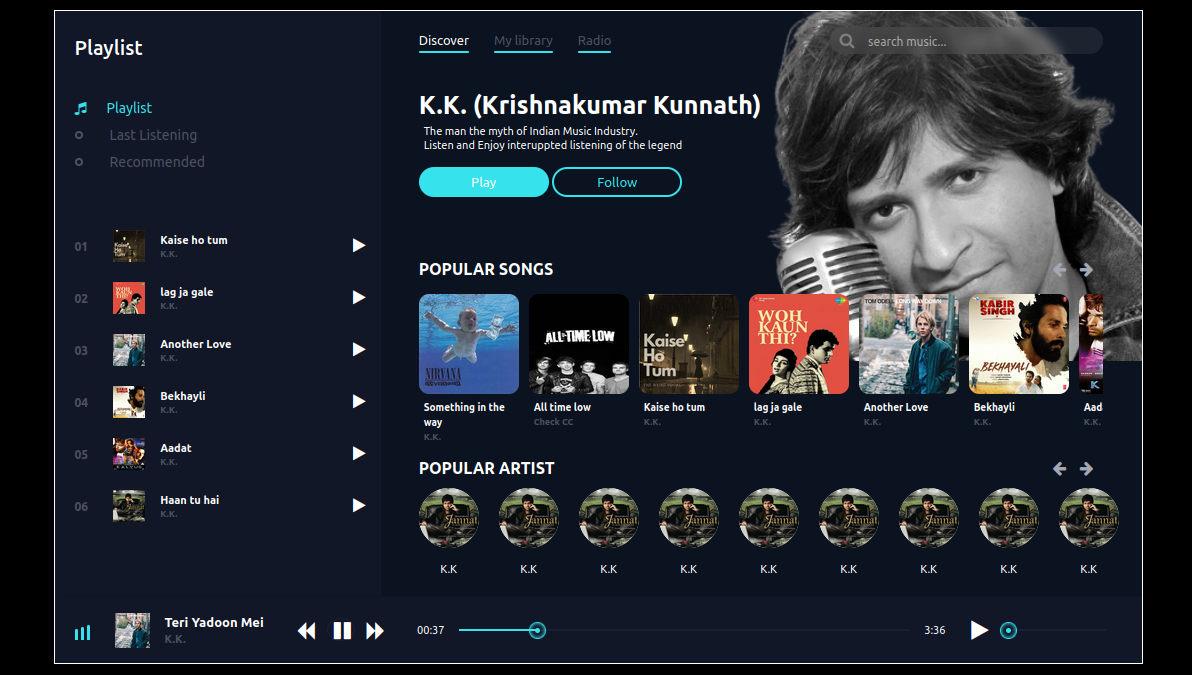 Playlist
Playlist
Last Listening
Recommended
01
Kaise ho tum
K.K.
02
lag ja gale
K.K.
03
Another Love
K.K.
04
Bekhayli
K.K.
05
Aadat
K.K.
06
Haan tu hai
K.K.
Discover
My library
Radio
search music...
K.K. (Krishnakumar Kunnath)
The man the myth of Indian Music Industry.
Listen and Enjoy interuppted listening of the legend
Play
Follow
POPULAR SONGS
NIRVANA
ALL TIME LOW
Kaise
Ho
Tum
WOH
KAUN
THI?
TOM ODELL LONG WAY DOWN
KABIR
SINGH
BEKHAYALI
Something in the
way
K.K.
All time low
Check CC
Kaise ho tum
K.K.
lag ja gale
K.K.
Another Love
K.K.
Bekhayli
K.K.
Aad
K.K.
POPULAR ARTIST
Jannat
Jannat
Jannat
Jannat
Jannat
Jannat
Jannat
Jannat
Jannat
K.K
K.K
K.K
K.K
K.K
K.K
K.K
K.K
K.K
Teri Yadoon Mei
K.K.
00:37
3:36